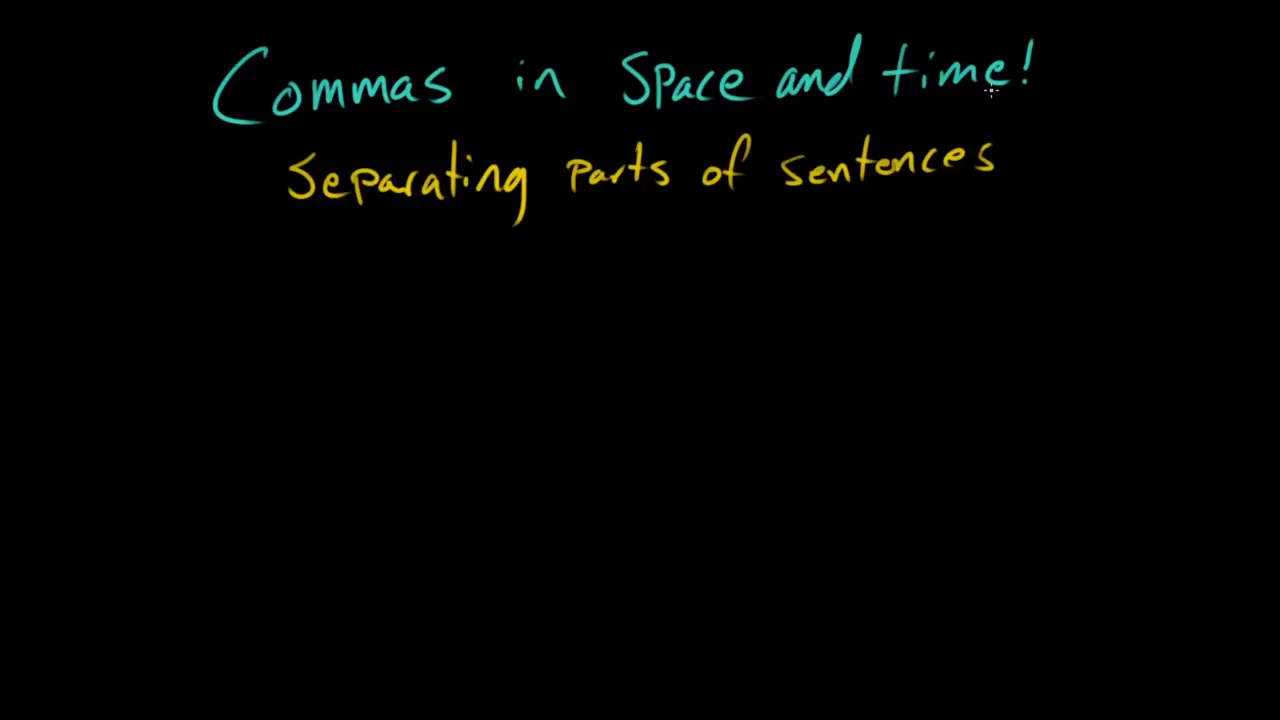 Commas in Space and time!
Separating parts of sentences